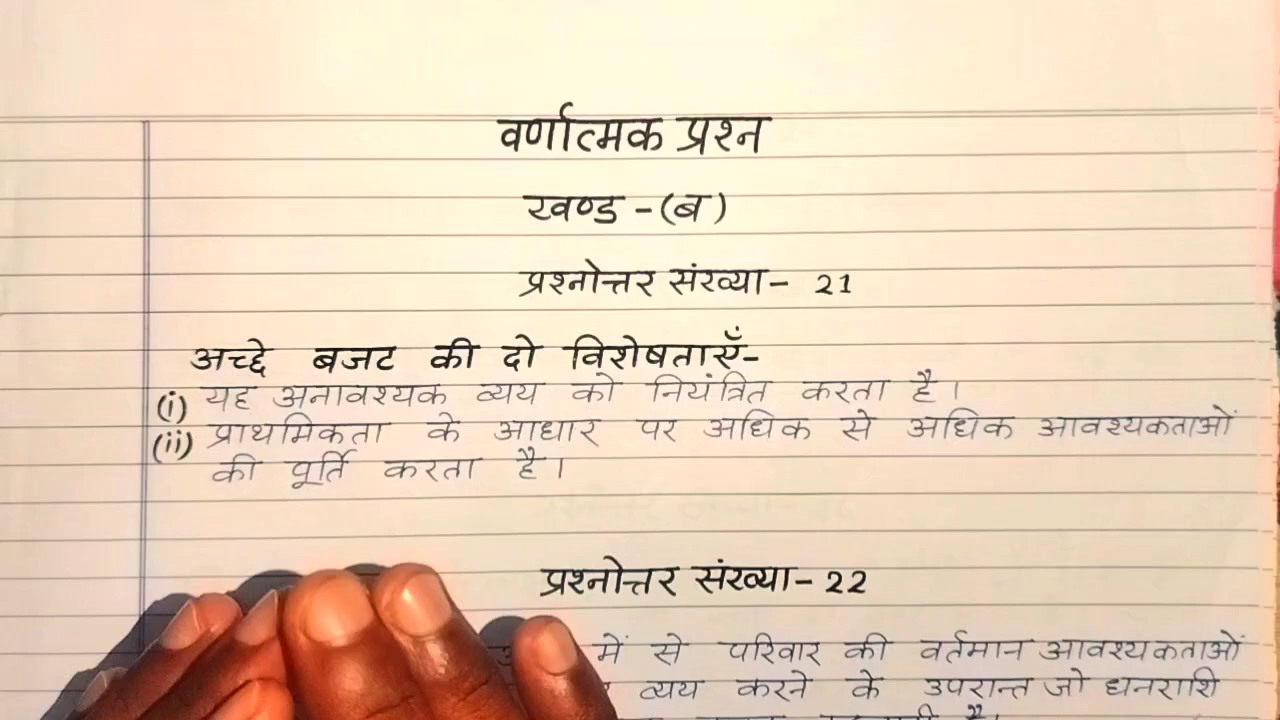 वर्णात्मक प्रश्न
खण्ड - (ब)
प्रश्नोत्तर संख्या - 21
अच्छे बजट की दो विशेषताएँ-
(i) यह अनावश्यक व्यय को नियंत्रित करता है।
(ii) प्राथमिकता के आधार पर अधिक से अधिक आवश्यकताओं
की पूर्ति करता है।
प्रश्नोत्तर संख्या - 22
में से परिवार की वर्तमान आवश्यकताओं
व्यय करने के उपरान्त जो धनराशि
है।